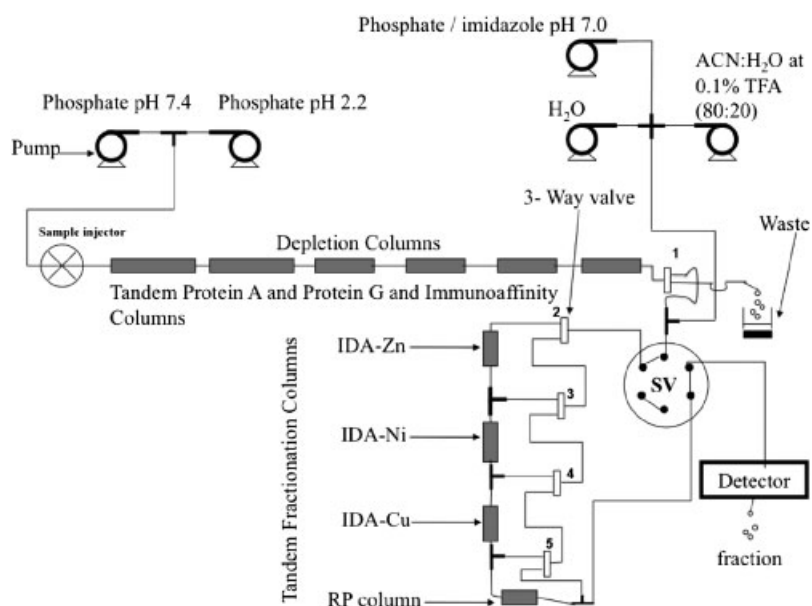 Phosphate / imidazole pH 7.0
ACN:H₂O at
0.1% TFA
(80:20)
Phosphate pH 7.4
Phosphate pH 2.2
H₂O
Pump
3- Way valve
Sample injector
Waste
Depletion Columns
1
Tandem Protein A and Protein G and Immunoaffinity
Columns
2
IDA-Zn
SV
3
IDA-Ni
4
Detector
IDA-Cu
5
fraction
RP column
Tandem Fractionation Columns